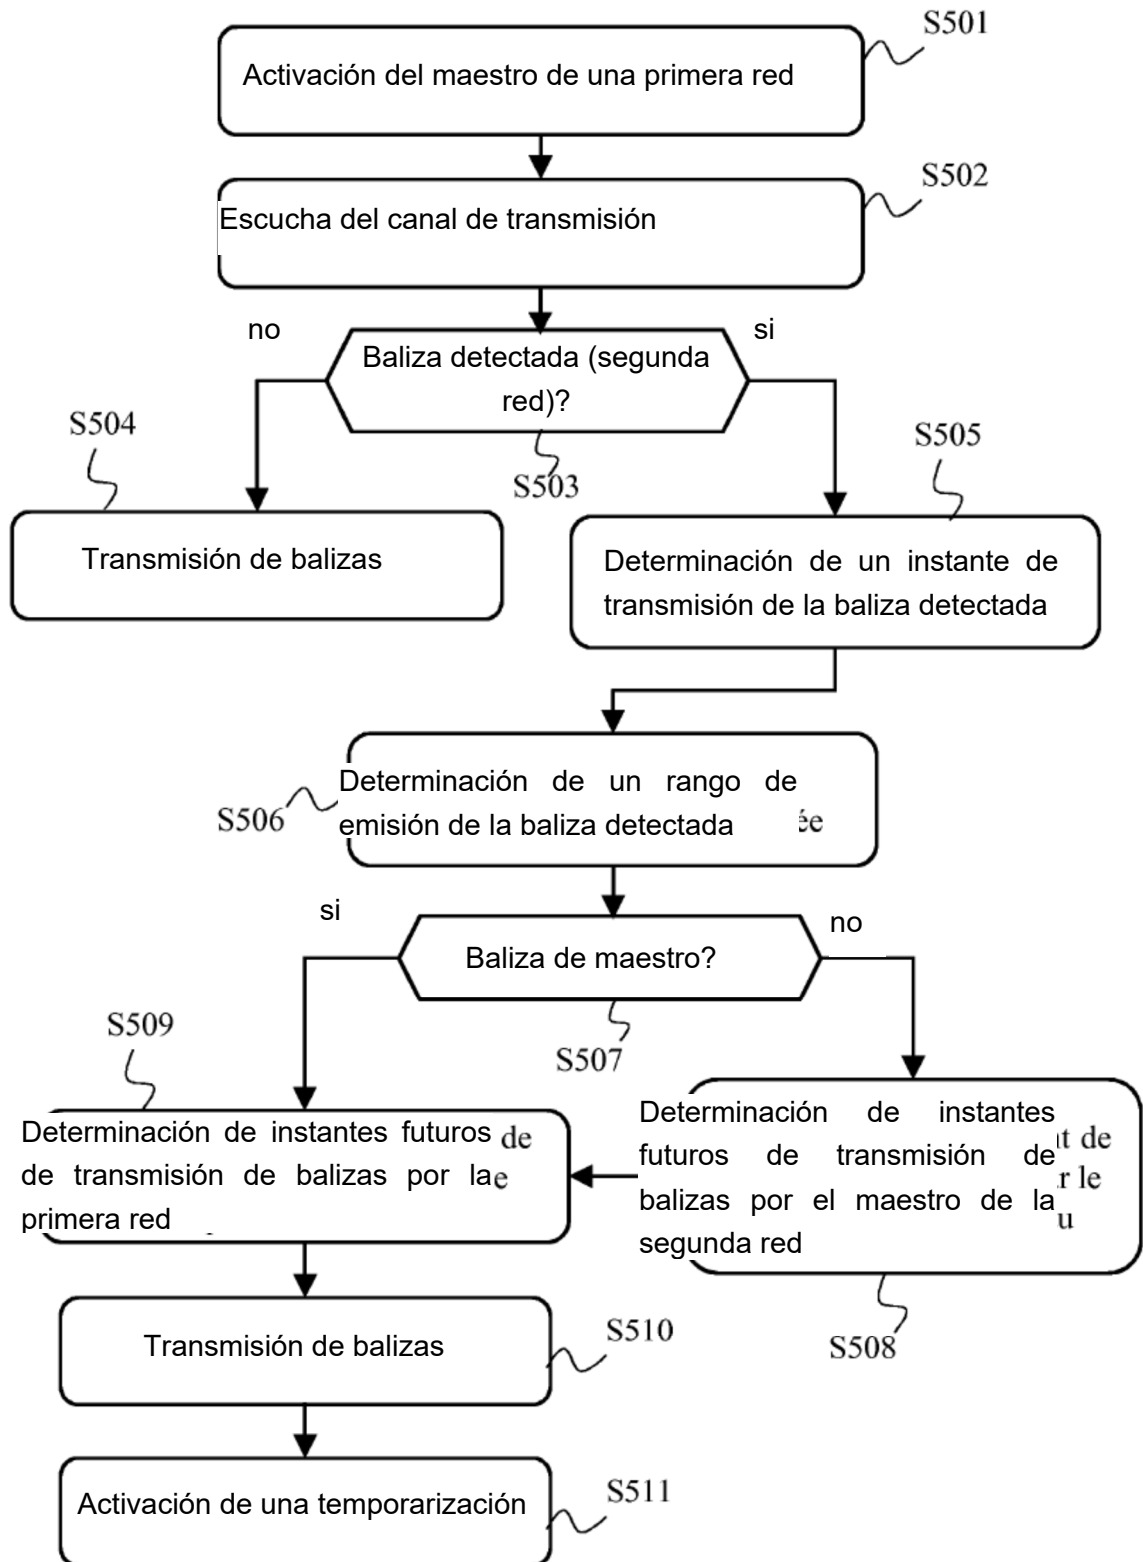 S501
Activación del maestro de una primera red
S502
Escucha del canal de transmisión
no
si
Baliza detectada (segunda
red)?
S503
S504
S505
Transmisión de balizas
Determinación de un instante de
transmisión de la baliza detectada
Determinación de un rango de
emisión de la baliza detectada ée
S506
si
no
Baliza de maestro?
S507
S509
Determinación de instantes futuros de
de transmisión de balizas por la e
primera red
Determinación de instantes
futuros de transmisión de t de
balizas por el maestro de la r le
segunda red u
S508
Transmisión de balizas
S510
Activación de una temporarización
S511